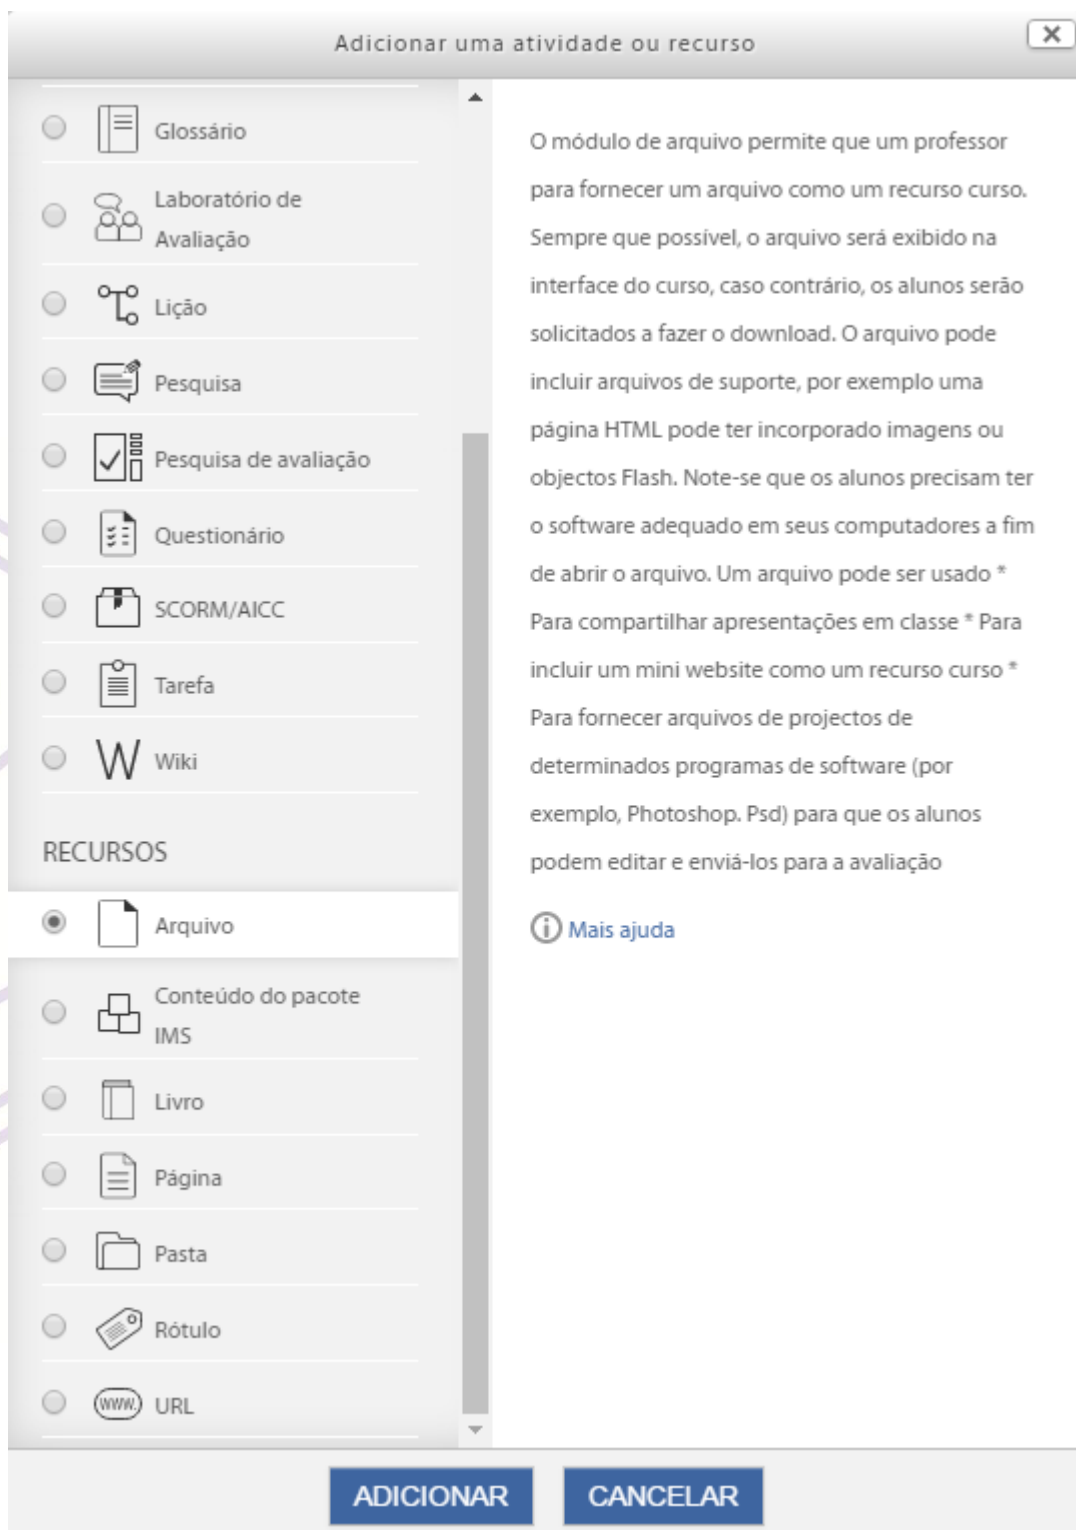 Adicionar uma atividade ou recurso
Glossário
Laboratório de
Avaliação
Lição
Pesquisa
Pesquisa de avaliação
Questionário
SCORM/AICC
Tarefa
W Wiki
RECURSOS
Arquivo
Conteúdo do pacote
IMS
Livro
Página
Pasta
Rótulo
www. URL
O módulo de arquivo permite que um professor
para fornecer um arquivo como um recurso curso.
Sempre que possível, o arquivo será exibido na
interface do curso, caso contrário, os alunos serão
solicitados a fazer o download. O arquivo pode
incluir arquivos de suporte, por exemplo uma
página HTML pode ter incorporado imagens ou
objectos Flash. Note-se que os alunos precisam ter
o software adequado em seus computadores a fim
de abrir o arquivo. Um arquivo pode ser usado *
Para compartilhar apresentações em classe * Para
incluir um mini website como um recurso curso *
Para fornecer arquivos de projectos de
determinados programas de software (por
exemplo, Photoshop. Psd) para que os alunos
podem editar e enviá-los para a avaliação
Mais ajuda
ADICIONAR
CANCELAR